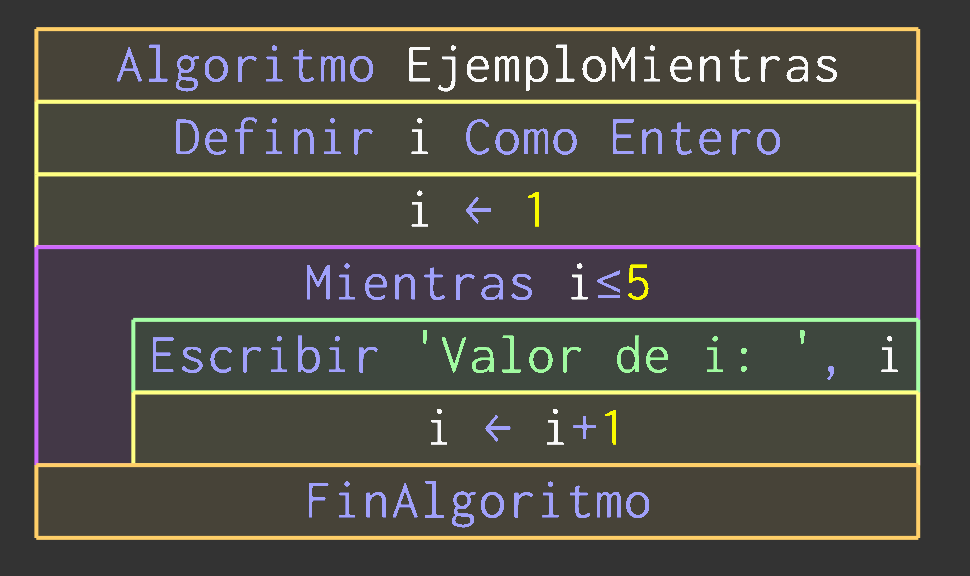 Algoritmo EjemploMientras
Definir i Como Entero
i ← 1
Mientras i≤5
Escribir 'Valor de i: ', i
i ← i+1
FinAlgoritmo